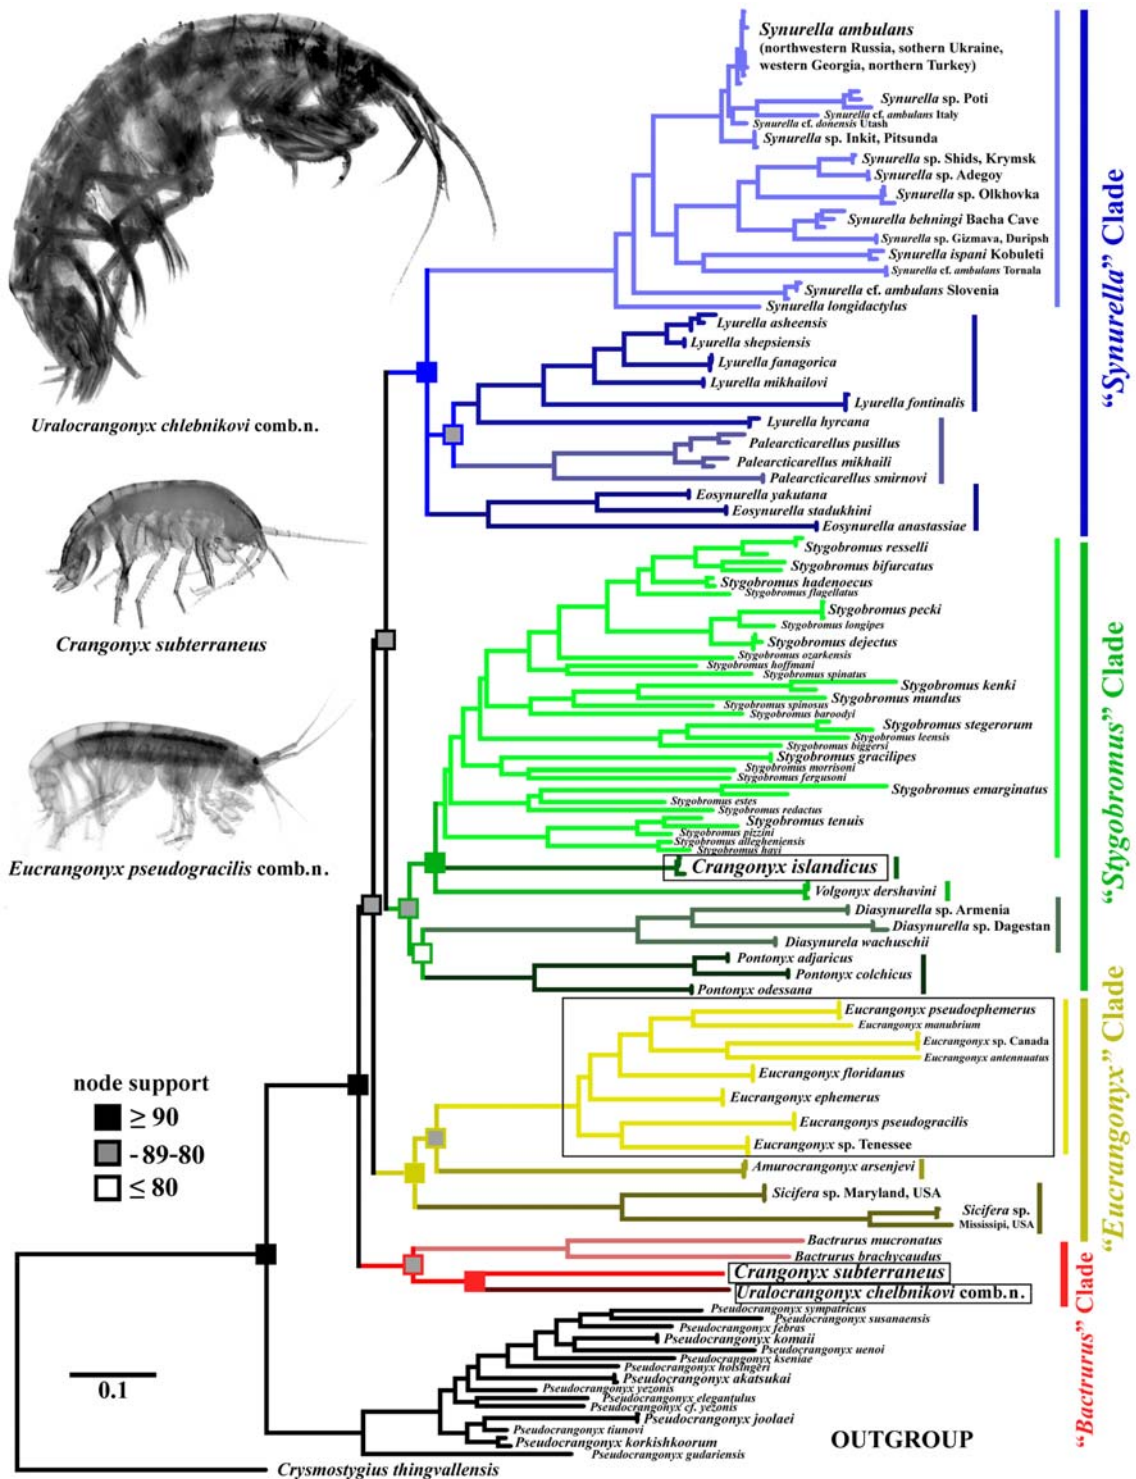 Synurella ambulans
(northwestern Russia, sothern Ukraine,
western Georgia, northern Turkey)
Synurella sp. Poti
Synurella cf. ambulans Italy
Synurella cf. donensis Utash
Synurella sp. Inkit, Pitsunda
Synurella sp. Shids, Krymsk
Synurella sp. Adegoy
Synurella sp. Olkhovka
Synurella behningi Bacha Cave
Synurella sp. Gizmava, Duripsh
Synurella ispani Kobuleti
Synurella cf. ambulans Tornala
Synurella cf. ambulans Slovenia
Synurella longidactylus
Lyurella asheensis
Lyurella shepsiensis
Lyurella fanagorica
Lyurella mikhailovi
Lyurella fontinalis
Lyurella hyrcana
Palearcticarellus pusillus
Palearcticarellus mikhaili
Palearcticarellus smirnovi
Eosynurella yakutana
Eosynurella stadukhini
Eosynurella anastassiae
“Synurella” Clade
Uralocrangonyx chlebnikovi comb.n.
Crangonyx subterraneus
Eucrangonyx pseudogracilis comb.n.
Stygobromus resselli
Stygobromus bifurcatus
Stygobromus hadenoecus
Stygobromus flagellatus
Stygobromus pecki
Stygobromus longipes
Stygobromus dejectus
Stygobromus ozarkensis
Stygobromus hoffmani
Stygobromus spinatus
Stygobromus kenki
Stygobromus mundus
Stygobromus spinosus
Stygobromus baroodyi
Stygobromus stegerorum
Stygobromus leensis
Stygobromus biggersi
Stygobromus gracilipes
Stygobromus morrisoni
Stygobromus fergusoni
Stygobromus emarginatus
Stygobromus estes
Stygobromus redactus
Stygobromus tenuis
Stygobromus pizzini
Stygobromus allegheniensis
Stygobromus hayi
Crangonyx islandicus
Volgonyx dershavini
Diasynurella sp. Armenia
Diasynurella sp. Dagestan
Diasynurela wachuschii
Pontonyx adjaricus
Pontonyx colchicus
Pontonyx odessana
“Stygobromus” Clade
Eucrangonyx pseudoephemerus
Eucrangonyx manubrium
Eucrangonyx sp. Canada
Eucrangonyx antennuatus
Eucrangonyx floridanus
Eucrangonyx ephemerus
Eucrangonys pseudogracilis
Eucrangonyx sp. Tenessee
Amurocrangonyx arsenjevi
Sicifera sp. Maryland, USA
Sicifera sp.
Mississipi, USA
“Eucrangonyx” Clade
node support
≥ 90
- 89-80
≤ 80
Bactrurus mucronatus
Bactrurus brachycaudus
Crangonyx subterraneus
Uralocrangonyx chelbnikovi comb.n.
“Bactrurus” Clade
Pseudocrangonyx sympatricus
Pseudocrangonyx susanaensis
Pseudocrangonyx febras
Pseudocrangonyx komaii
Pseudocrangonyx uenoi
Pseudocrangonyx kseniae
Pseudocrangonyx holsingeri
Pseudocrangonyx akatsukai
Pseudocrangonyx yezonis
Pseudocrangonyx elegantulus
Pseudocrangonyx cf. yezonis
Pseudocrangonyx joolaei
Pseudocrangonyx tiunovi
Pseudocrangonyx korkishkoorum
Pseudocrangonyx gudariensis
OUTGROUP
0.1
Crysmostygius thingvallensis